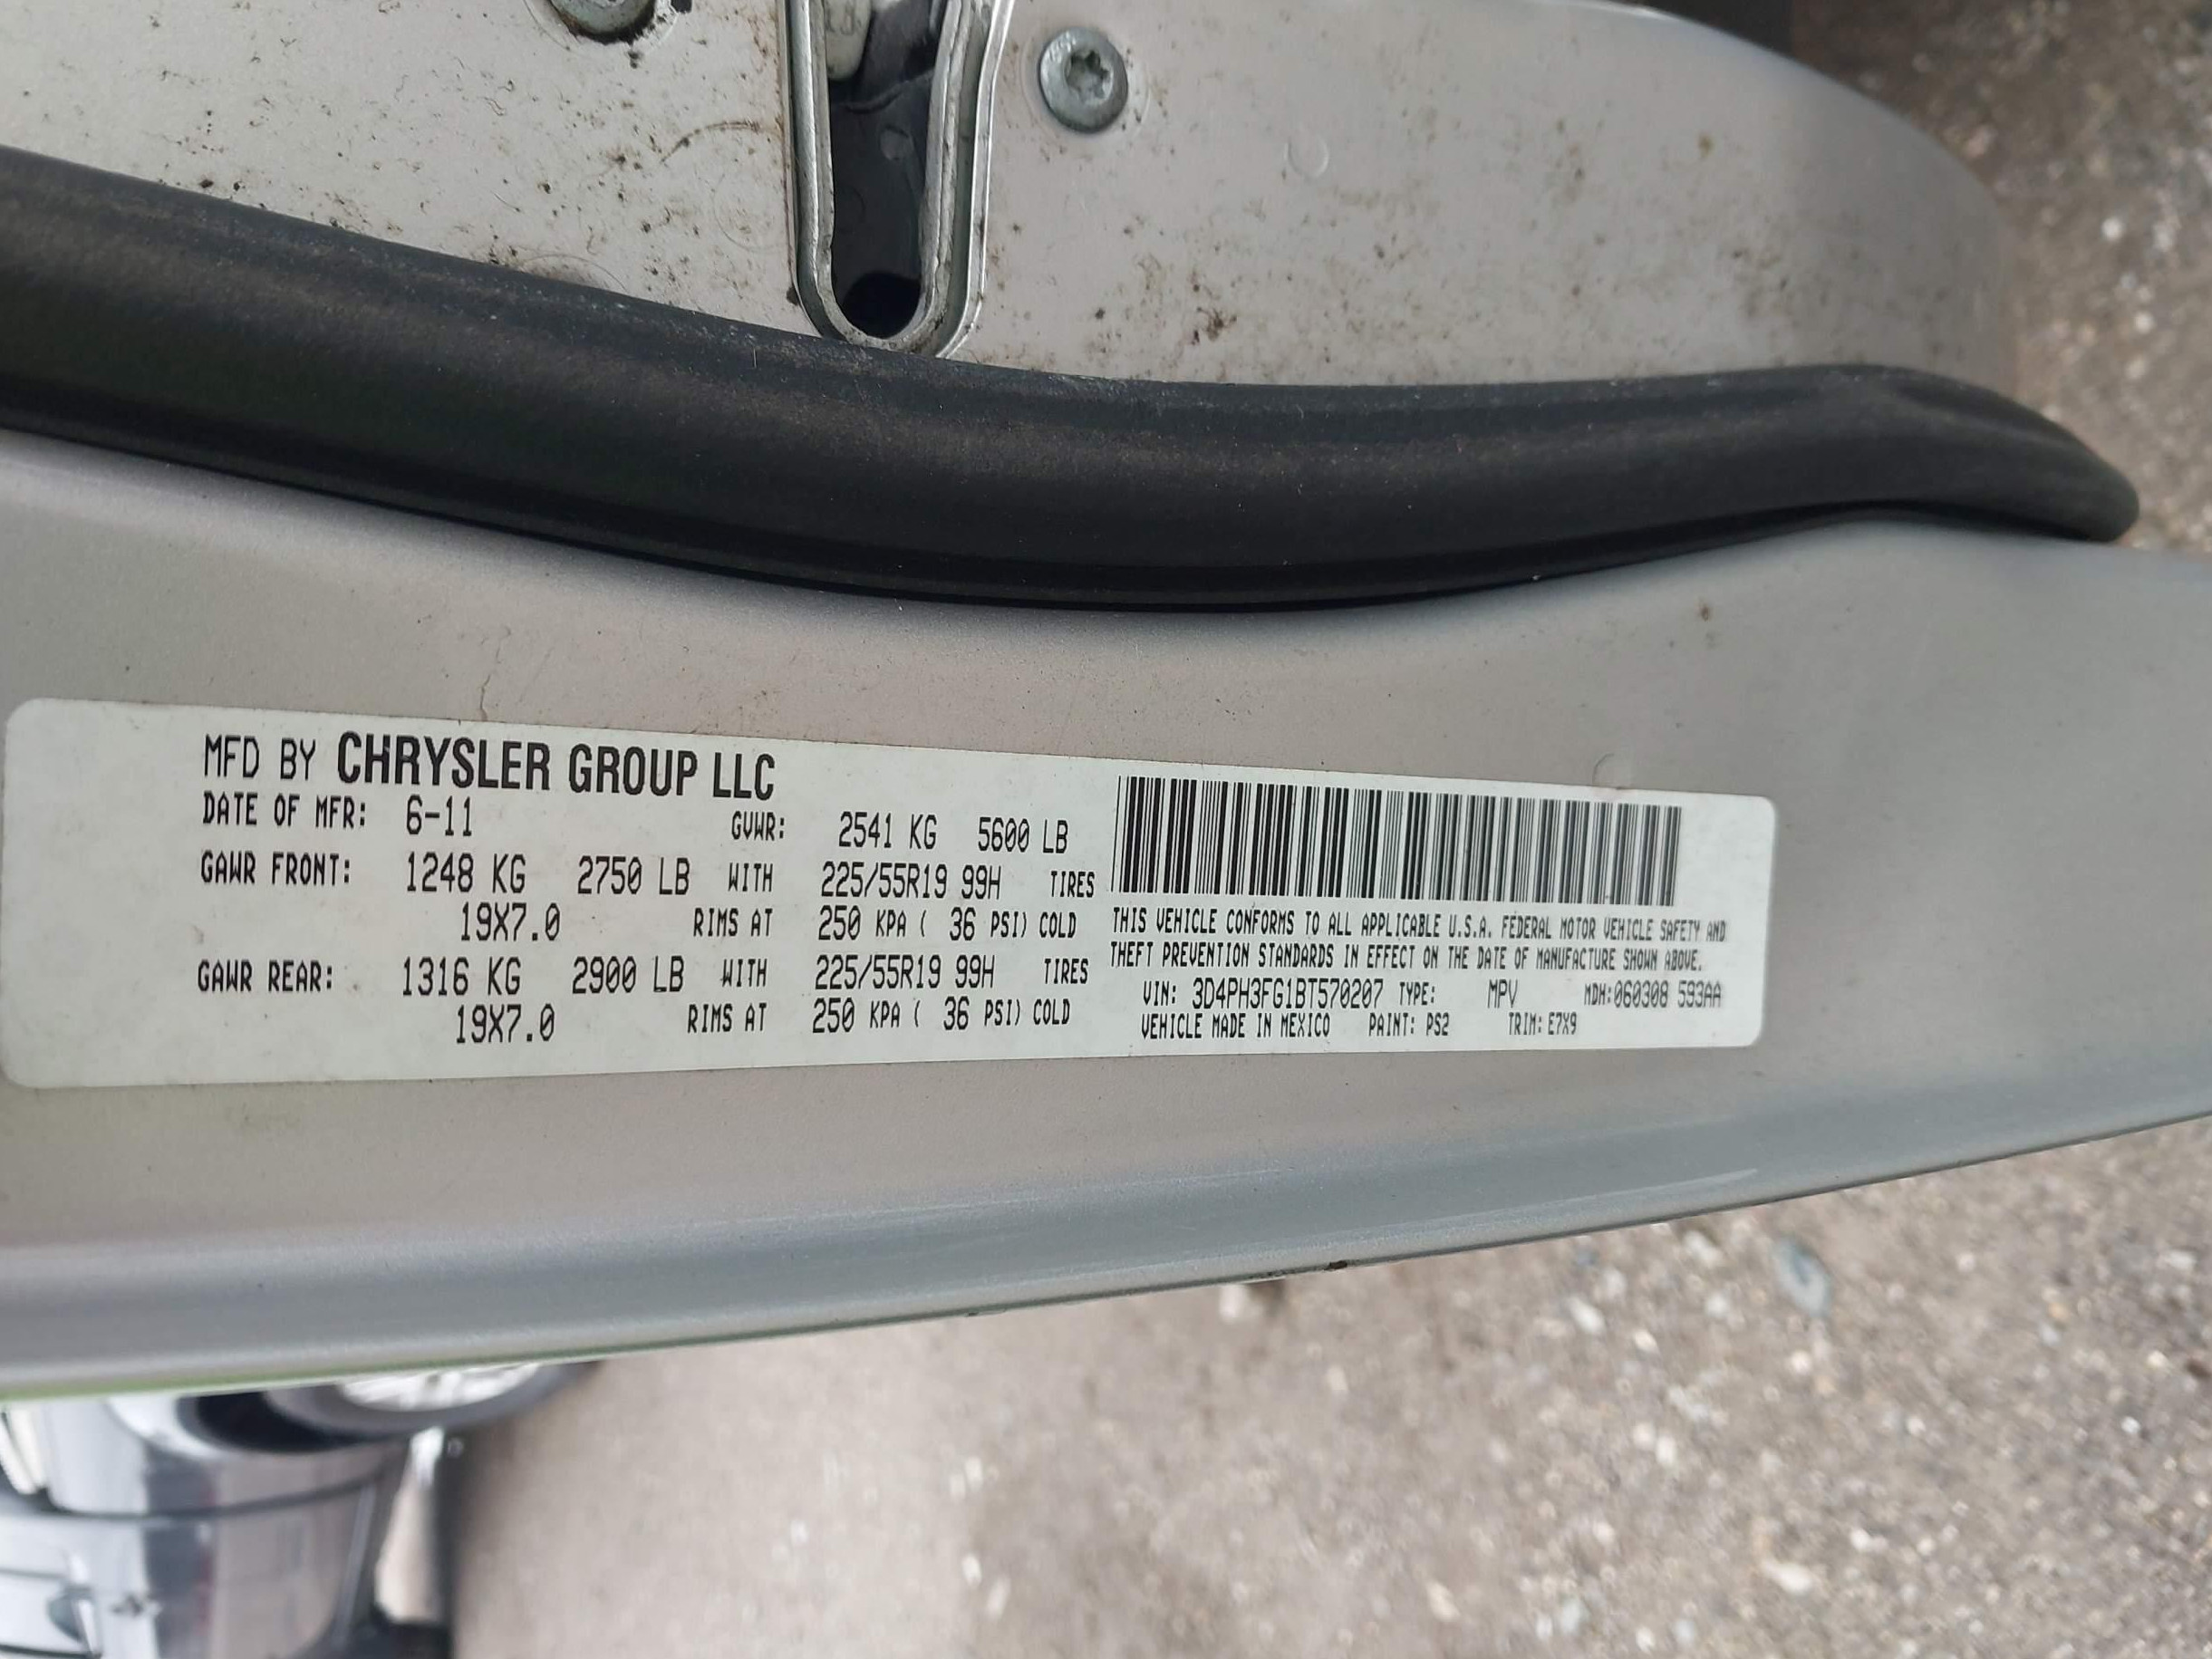 MFD BY CHRYSLER GROUP LLC
DATE OF MFR: 6-11 GVWR: 2541 KG 5600 LB
GAWR FRONT: 1248 KG 2750 LB WITH 225/55R19 99H TIRES
19X7.0 RIMS AT 250 KPA ( 36 PSI) COLD
GAWR REAR: 1316 KG 2900 LB WITH 225/55R19 99H TIRES
19X7.0 RIMS AT 250 KPA ( 36 PSI) COLD
THIS VEHICLE CONFORMS TO ALL APPLICABLE U.S.A. FEDERAL MOTOR VEHICLE SAFETY AND
THEFT PREVENTION STANDARDS IN EFFECT ON THE DATE OF MANUFACTURE SHOWN ABOVE.
VIN: 3D4PH3FG1BT570207 TYPE: MPV MDH:060308 593AA
VEHICLE MADE IN MEXICO PAINT: PS2 TRIM: E7X9